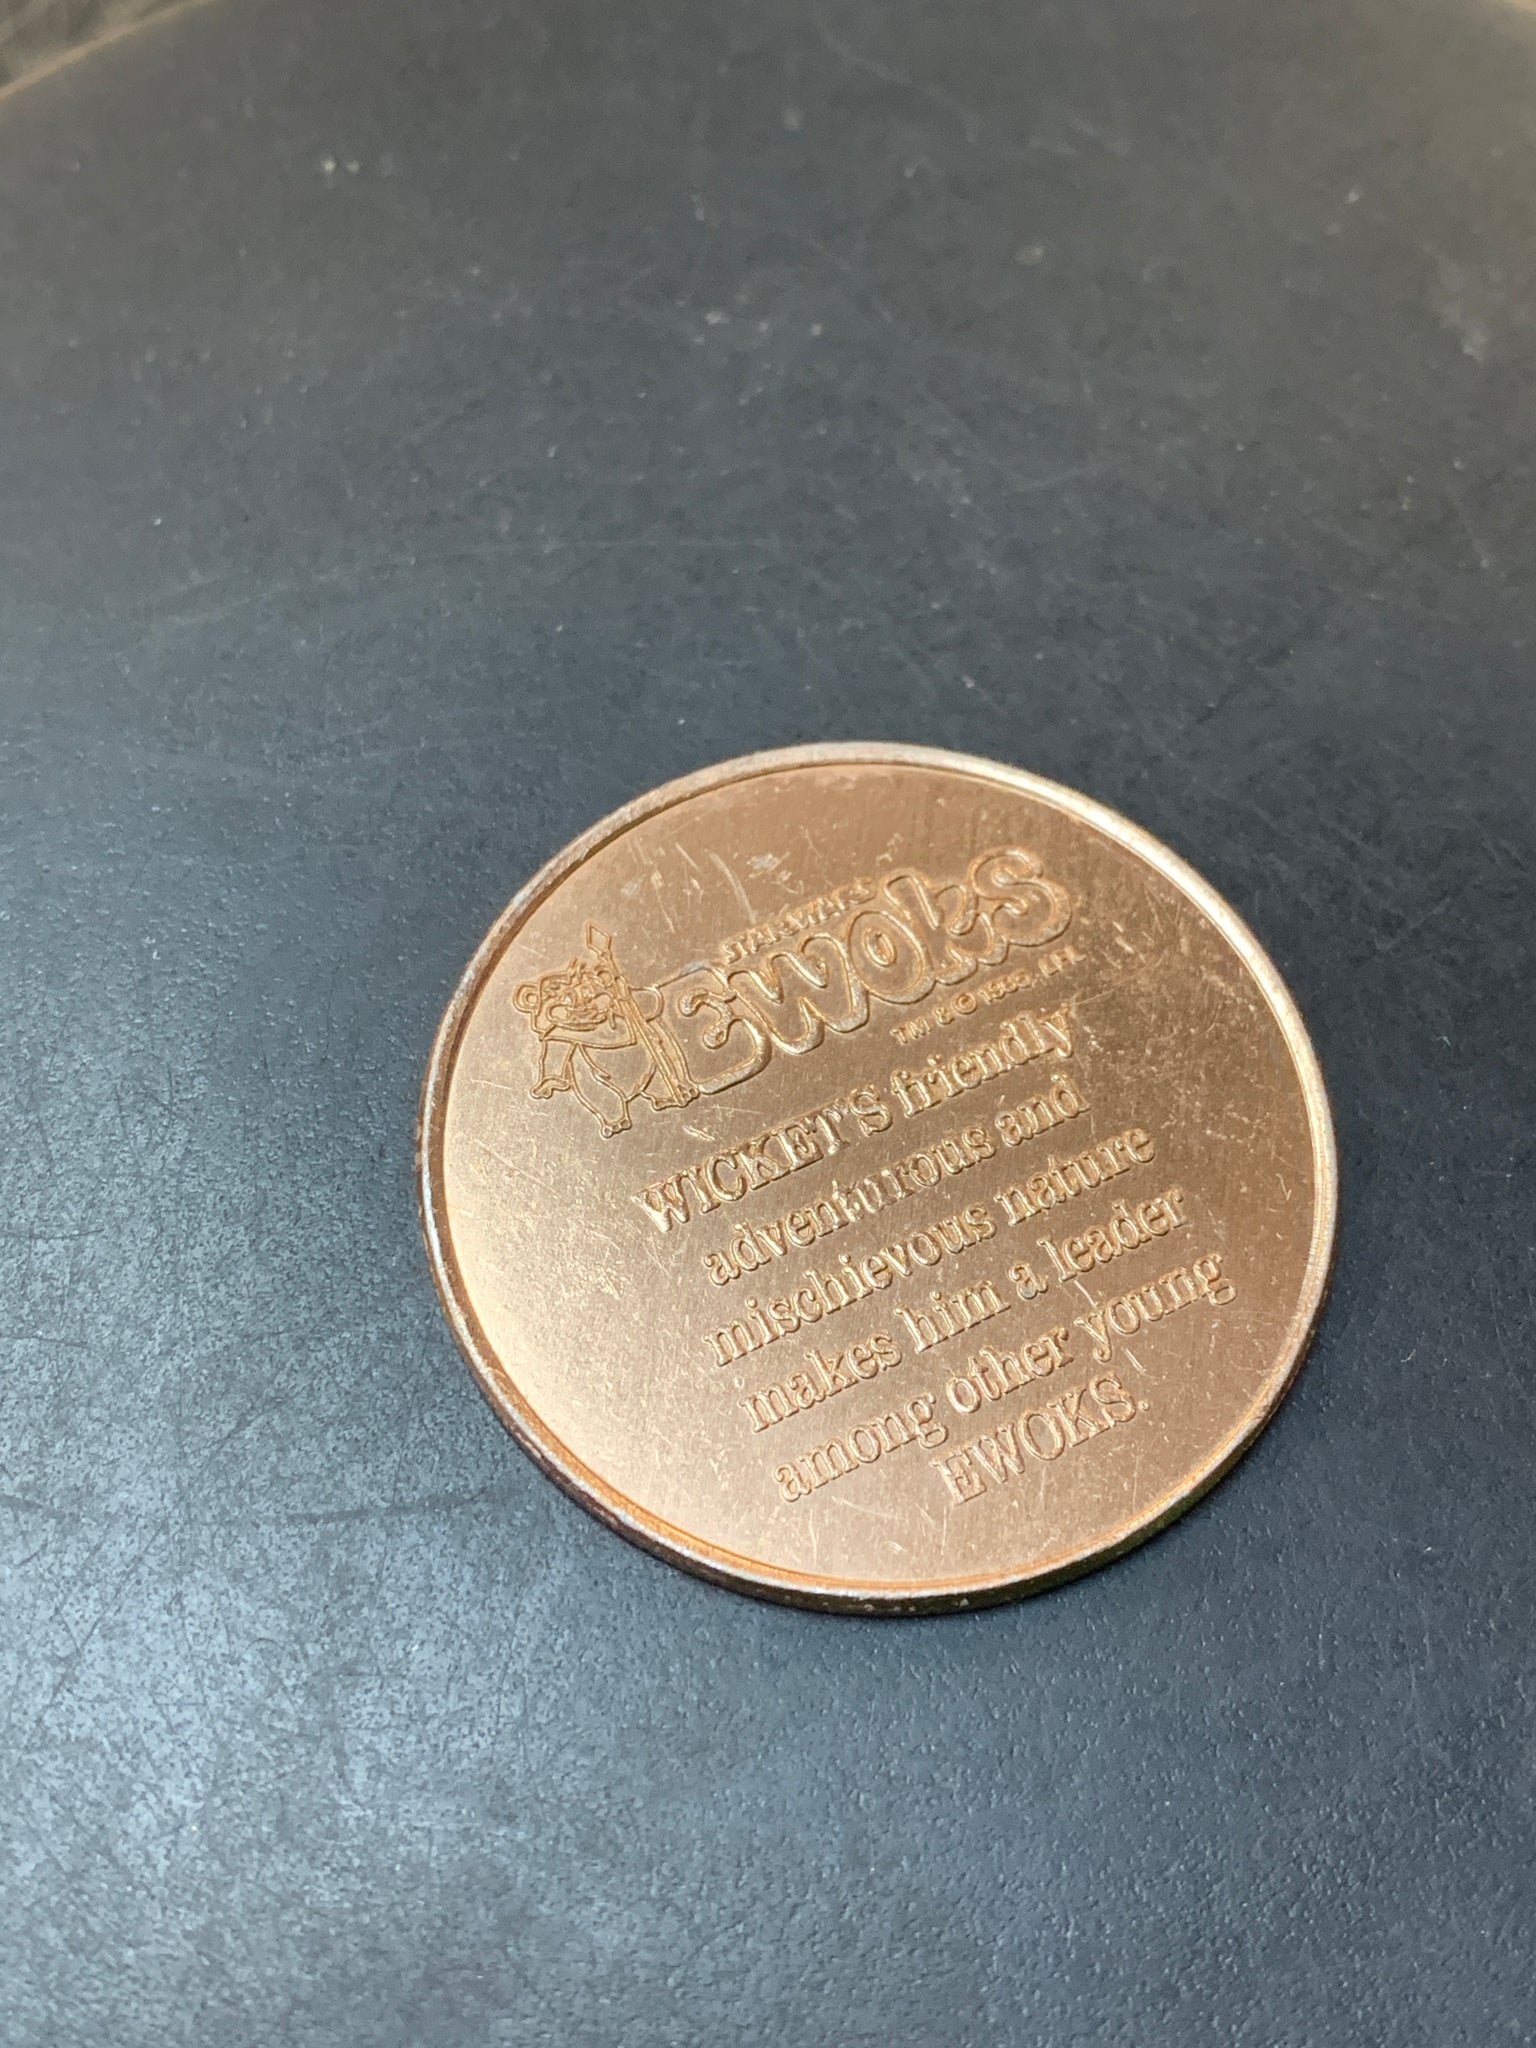 STAR WARS
EWOKS
TM & © 1985 LFL
WICKET'S friendly
adventurous and
mischievous nature
makes him a leader
among other young
EWOKS.